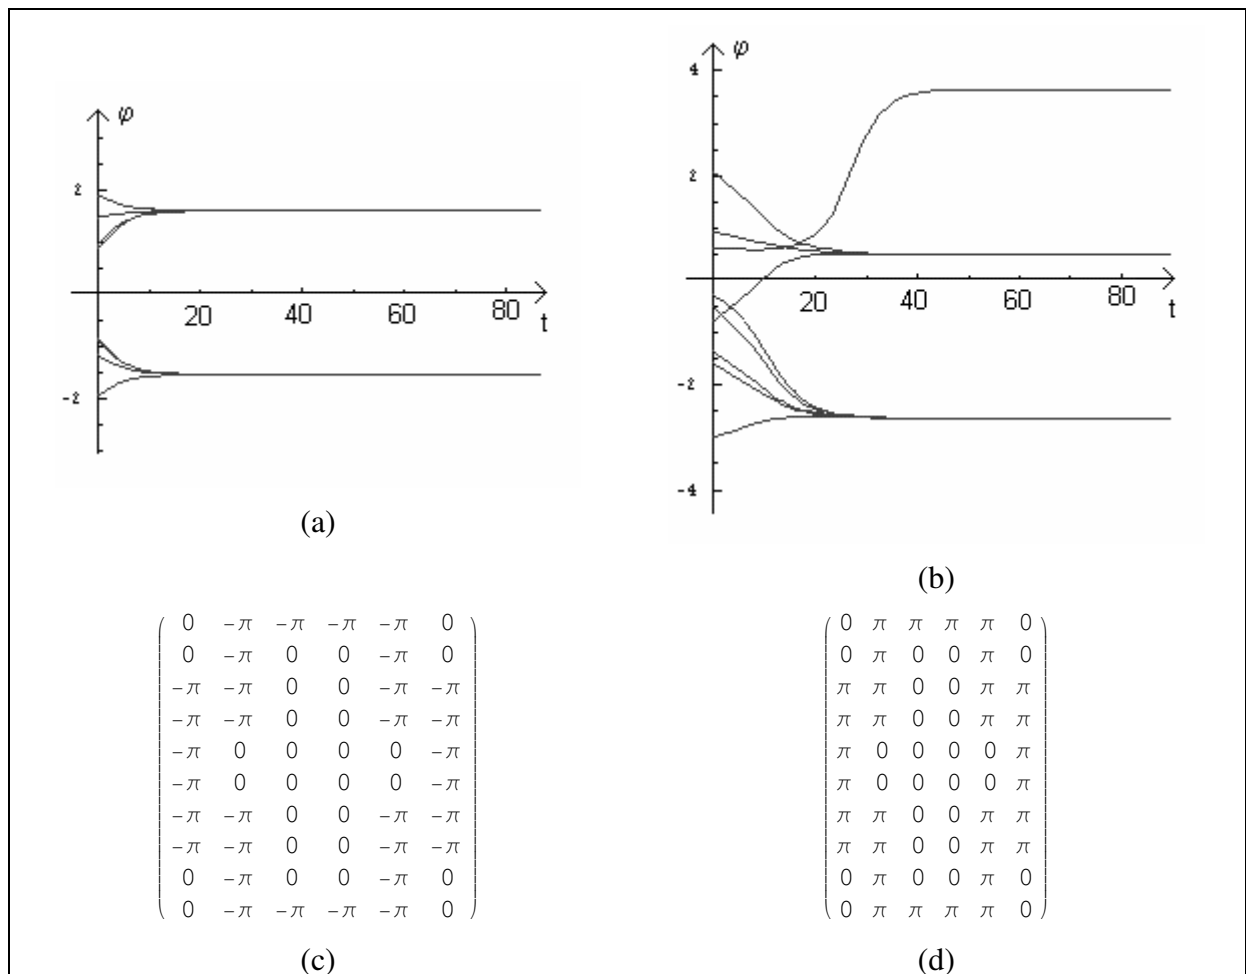 φ
2
20 40 60 80 t
-2
(a)
φ
4
2
20 40 60 80 t
-2
-4
(b)
0 -π -π -π -π 0
0 -π 0 0 -π 0
-π -π 0 0 -π -π
-π -π 0 0 -π -π
-π 0 0 0 0 -π
-π 0 0 0 0 -π
-π -π 0 0 -π -π
-π -π 0 0 -π -π
0 -π 0 0 -π 0
0 -π -π -π -π 0
(c)
0 π π π π 0
0 π 0 0 π 0
π π 0 0 π π
π π 0 0 π π
π 0 0 0 0 π
π 0 0 0 0 π
π π 0 0 π π
π π 0 0 π π
0 π 0 0 π 0
0 π π π π 0
(d)